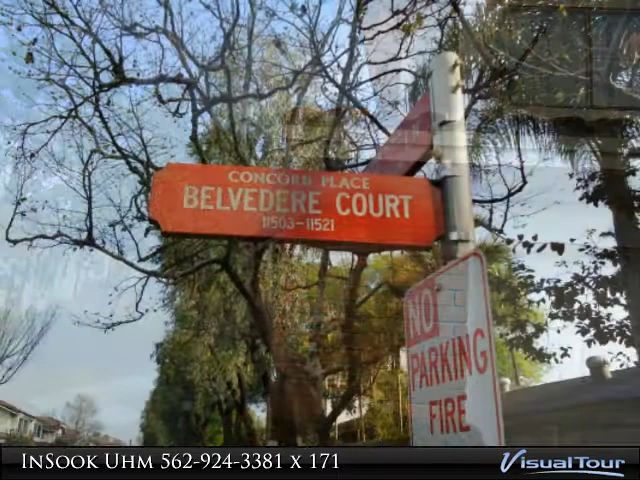 CONCORD PLACE
BELVEDERE COURT
11503-11521
NO
PARKING
FIRE
INSOOK UHM 562-924-3381 X 171
VISUALTOUR